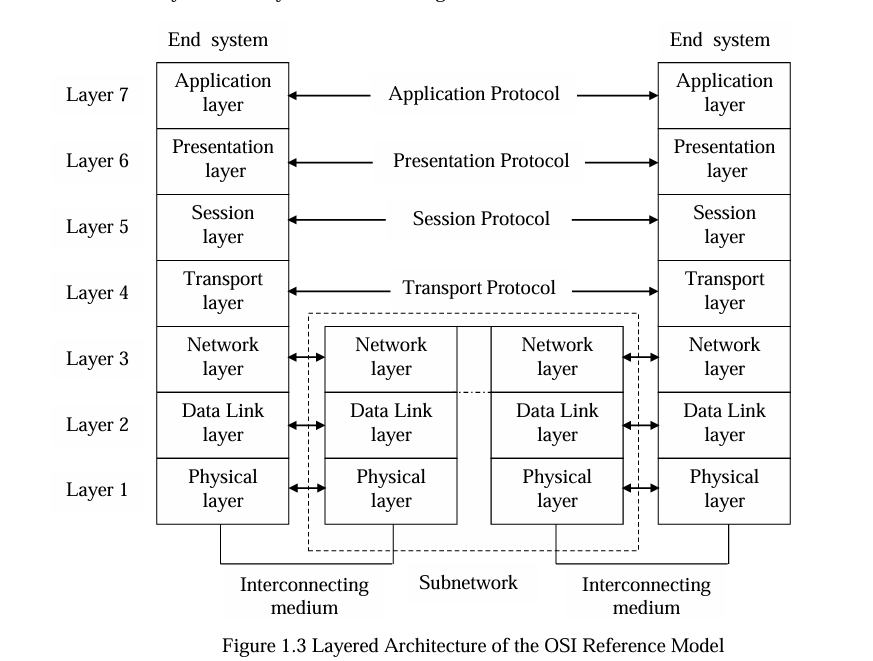 End system End system
Layer 7 Application layer Application Protocol Application layer
Layer 6 Presentation layer Presentation Protocol Presentation layer
Layer 5 Session layer Session Protocol Session layer
Layer 4 Transport layer Transport Protocol Transport layer
Layer 3 Network layer Network layer Network layer Network layer
Layer 2 Data Link layer Data Link layer Data Link layer Data Link layer
Layer 1 Physical layer Physical layer Physical layer Physical layer
Interconnecting medium Subnetwork Interconnecting medium
Figure 1.3 Layered Architecture of the OSI Reference Model